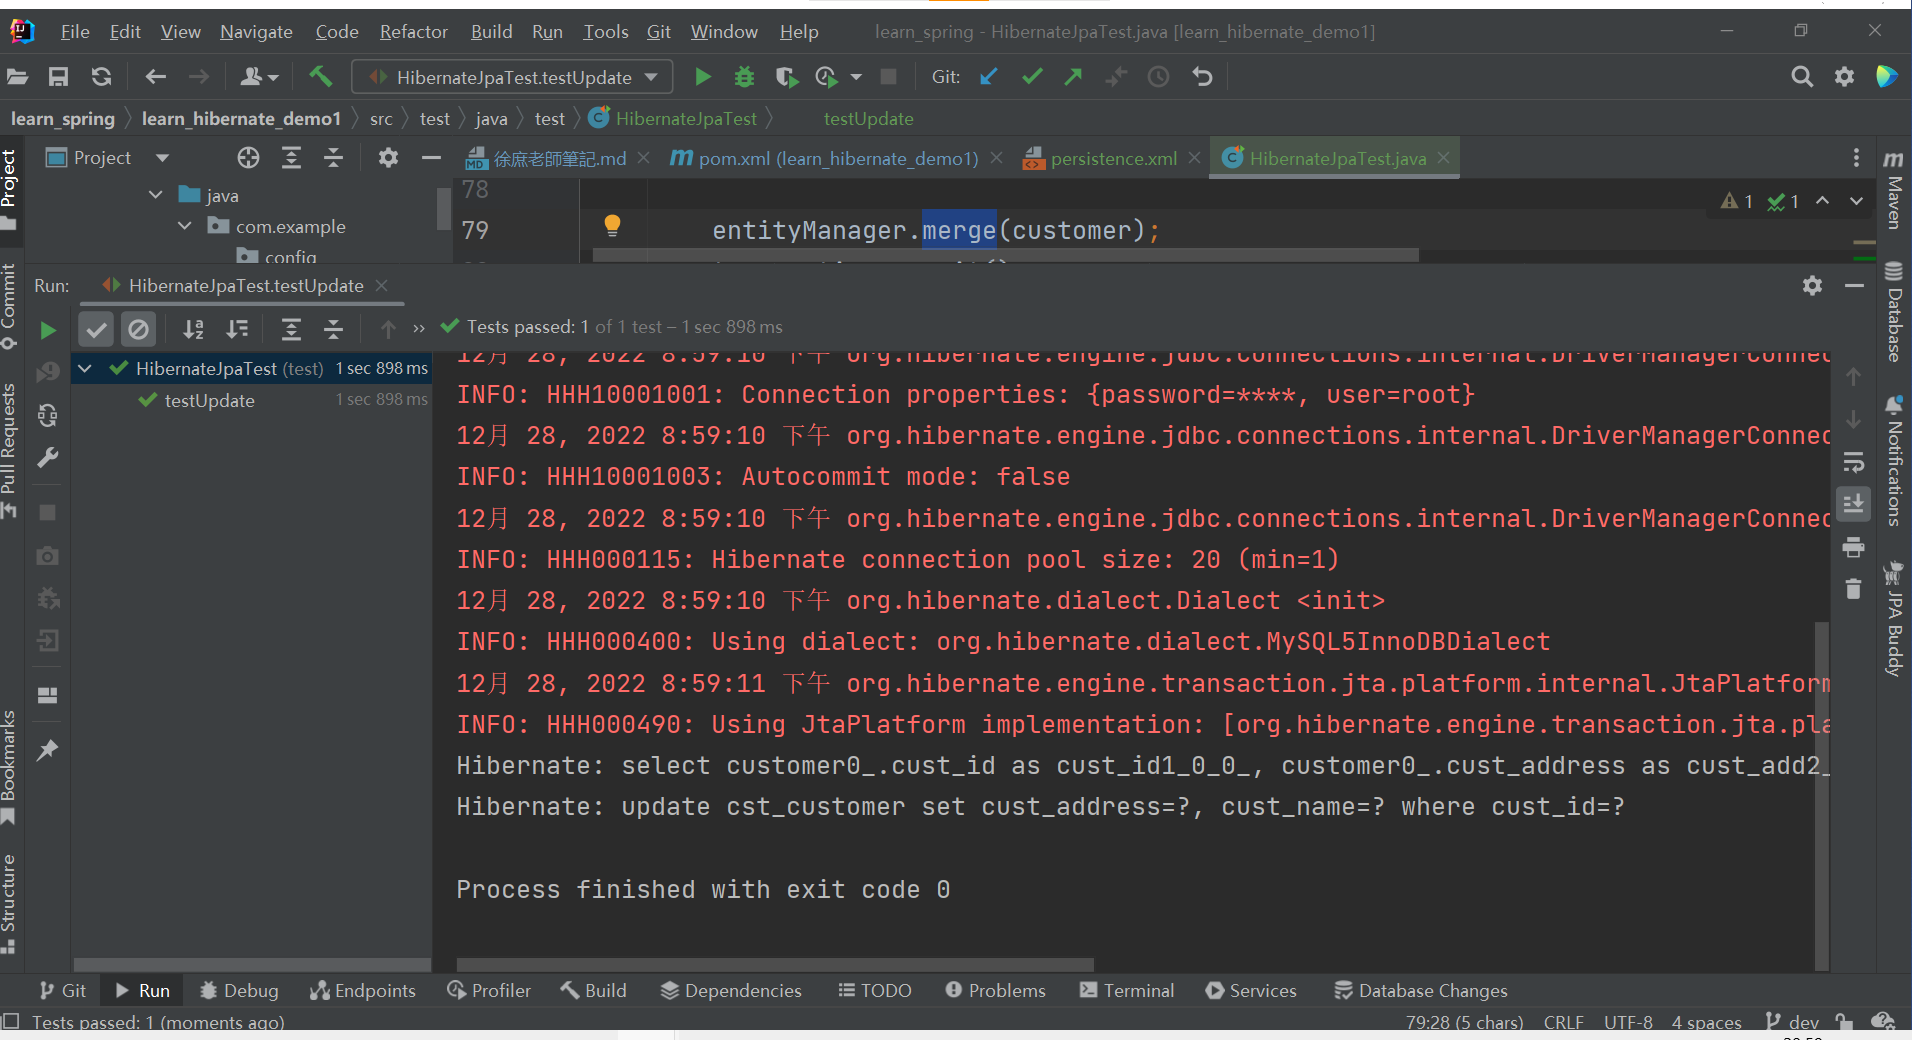 File Edit View Navigate Code Refactor Build Run Tools Git Window Help learn_spring - HibernateJpaTest.java [learn_hibernate_demo1]
HibernateJpaTest.testUpdate Git:
learn_spring learn_hibernate_demo1 src test java test HibernateJpaTest testUpdate
Project 徐庶老師筆記.md pom.xml (learn_hibernate_demo1) persistence.xml HibernateJpaTest.java
java
com.example
config
78
79 entityManager.merge(customer);
1 1
Run: HibernateJpaTest.testUpdate
Tests passed: 1 of 1 test – 1 sec 898 ms
HibernateJpaTest (test) 1 sec 898 ms
testUpdate 1 sec 898 ms
12月 28, 2022 8:59:10 下午 org.hibernate.engine.jdbc.connections.internal.DriverManagerConnec
INFO: HHH10001001: Connection properties: {password=****, user=root}
12月 28, 2022 8:59:10 下午 org.hibernate.engine.jdbc.connections.internal.DriverManagerConnec
INFO: HHH10001003: Autocommit mode: false
12月 28, 2022 8:59:10 下午 org.hibernate.engine.jdbc.connections.internal.DriverManagerConnec
INFO: HHH000115: Hibernate connection pool size: 20 (min=1)
12月 28, 2022 8:59:10 下午 org.hibernate.dialect.Dialect <init>
INFO: HHH000400: Using dialect: org.hibernate.dialect.MySQL5InnoDBDialect
12月 28, 2022 8:59:11 下午 org.hibernate.engine.transaction.jta.platform.internal.JtaPlatform
INFO: HHH000490: Using JtaPlatform implementation: [org.hibernate.engine.transaction.jta.pla
Hibernate: select customer0_.cust_id as cust_id1_0_0_, customer0_.cust_address as cust_add2_
Hibernate: update cst_customer set cust_address=?, cust_name=? where cust_id=?
Process finished with exit code 0
Project
Commit
Pull Requests
Bookmarks
Structure
Maven
Database
Notifications
JPA Buddy
Git Run Debug Endpoints Profiler Build Dependencies TODO Problems Terminal Services Database Changes
Tests passed: 1 (moments ago) 79:28 (5 chars) CRLF UTF-8 4 spaces dev